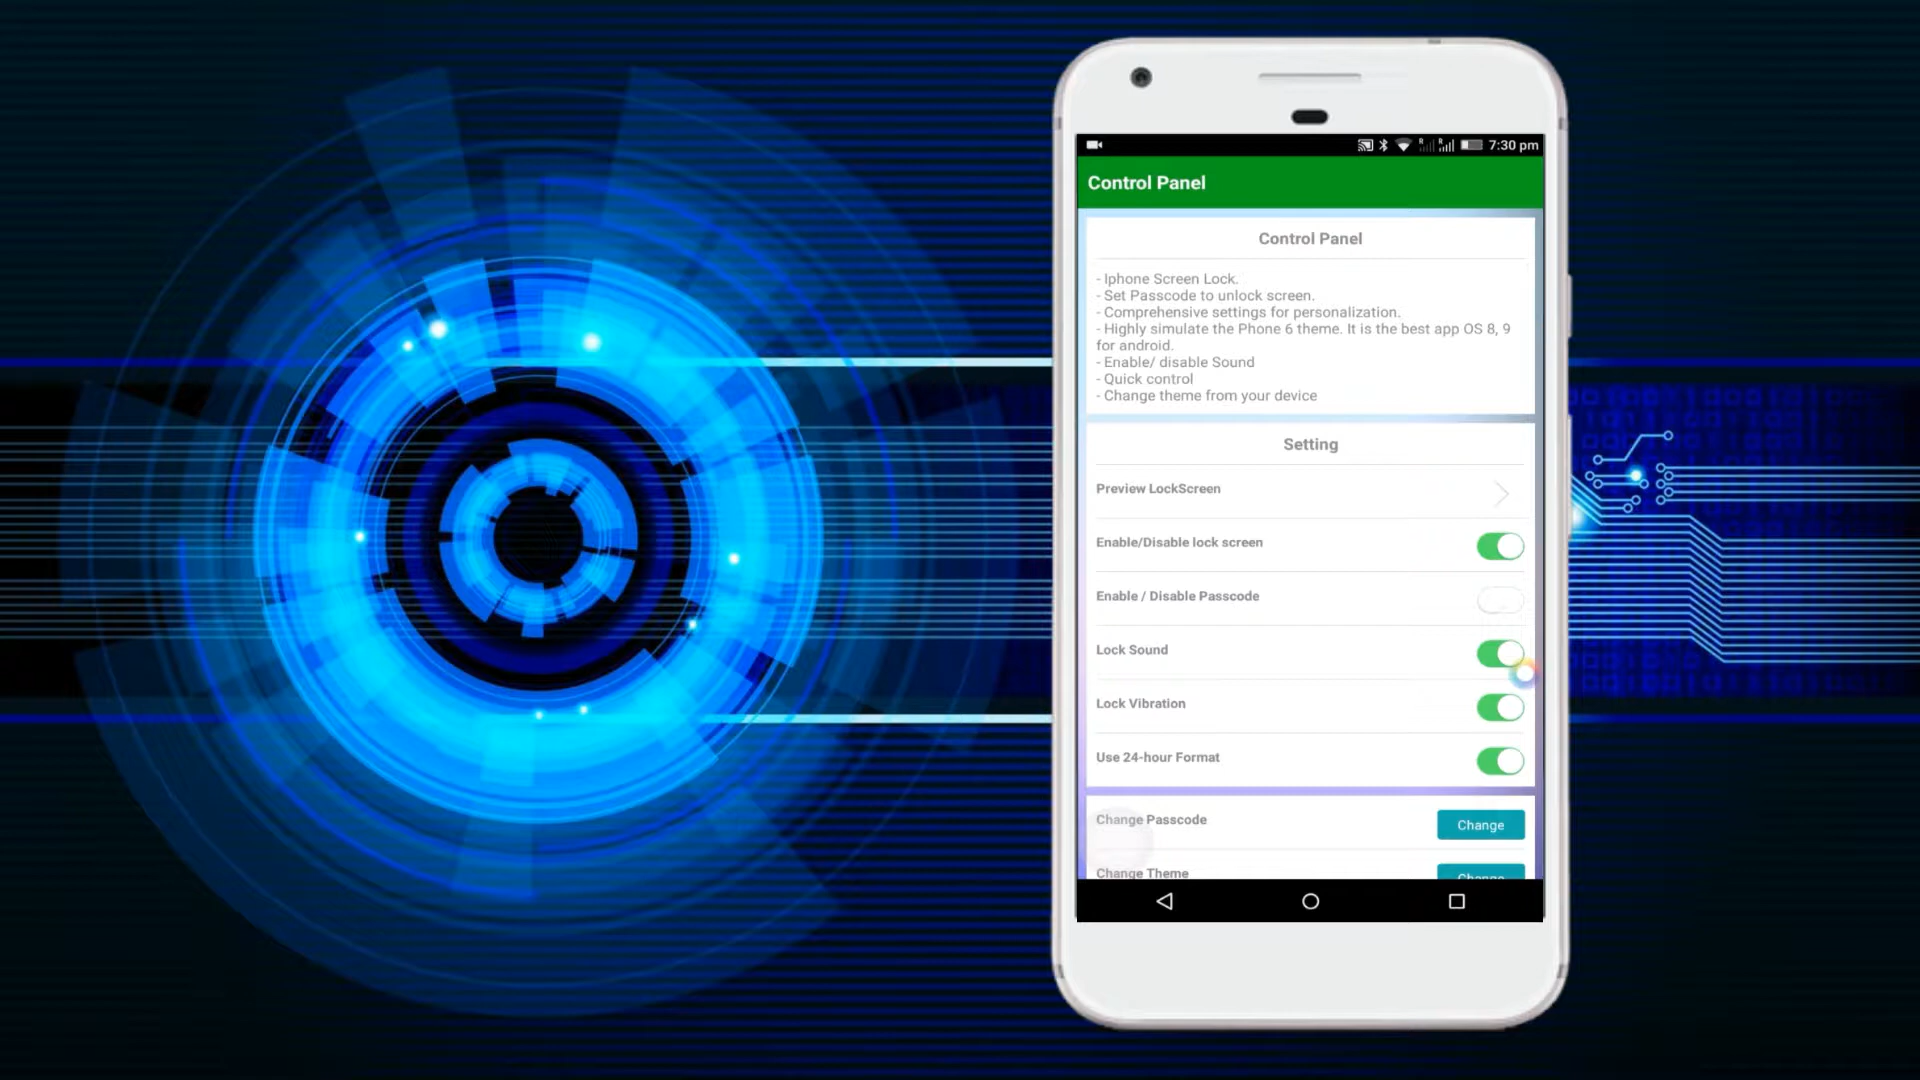 7:30 pm
Control Panel
Control Panel
- Iphone Screen Lock.
- Set Passcode to unlock screen.
- Comprehensive settings for personalization.
- Highly simulate the Phone 6 theme. It is the best app OS 8, 9
for android.
- Enable/ disable Sound
- Quick control
- Change theme from your device
Setting
Preview LockScreen
Enable/Disable lock screen
Enable / Disable Passcode
Lock Sound
Lock Vibration
Use 24-hour Format
Change Passcode
Change
Change Theme
Change